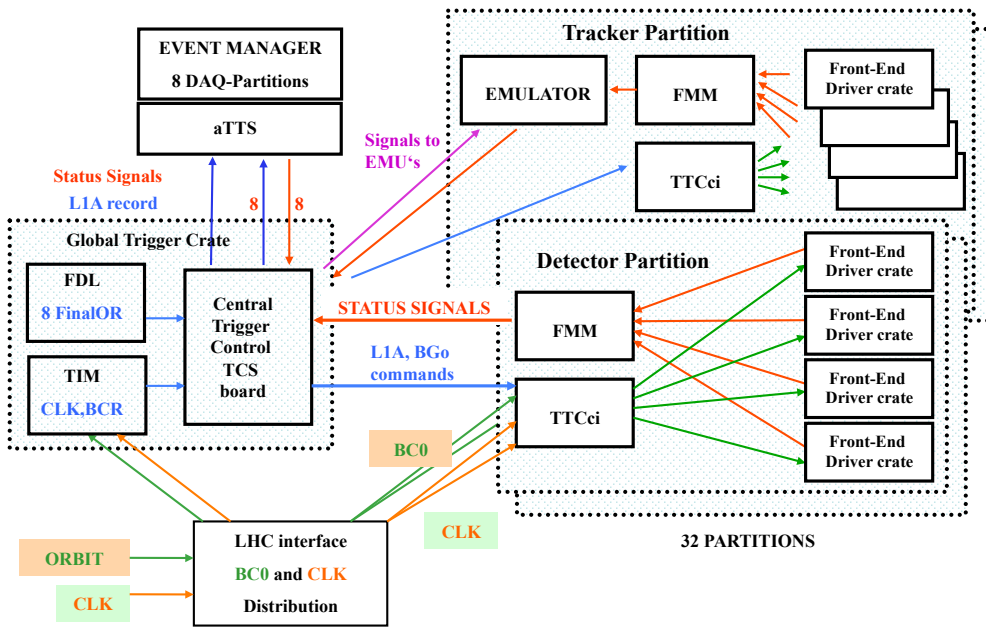 EVENT MANAGER
8 DAQ-Partitions
aTTS
Status Signals
L1A record
8
8
Signals to
EMU‘s
Tracker Partition
EMULATOR
FMM
TTCci
Front-End
Driver crate
Global Trigger Crate
FDL
8 FinalOR
TIM
CLK,BCR
Central
Trigger
Control
TCS
board
STATUS SIGNALS
L1A, BGo
commands
Detector Partition
FMM
TTCci
Front-End
Driver crate
Front-End
Driver crate
Front-End
Driver crate
Front-End
Driver crate
BC0
CLK
32 PARTITIONS
ORBIT
CLK
LHC interface
BC0 and CLK
Distribution